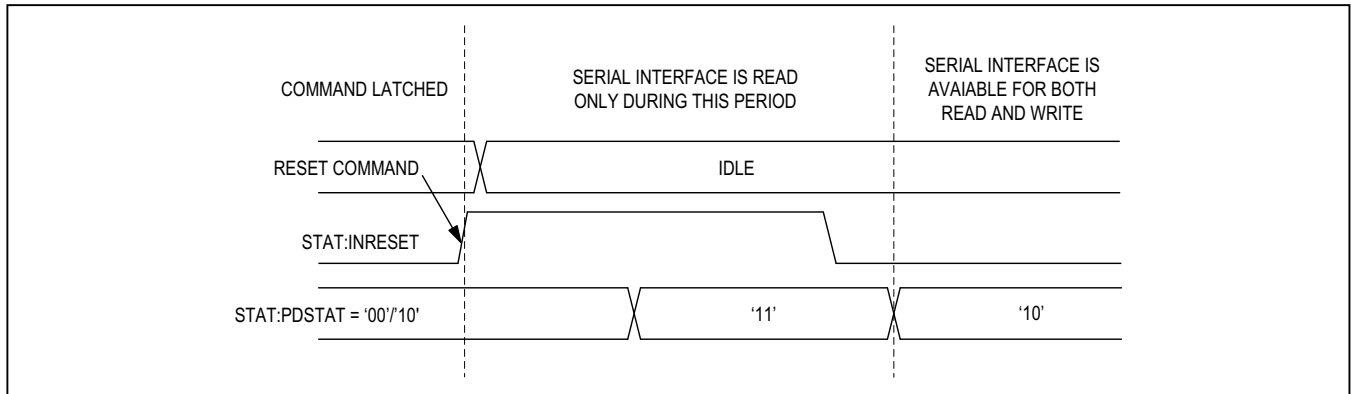 COMMAND LATCHED
SERIAL INTERFACE IS READ
ONLY DURING THIS PERIOD
SERIAL INTERFACE IS
AVAIABLE FOR BOTH
READ AND WRITE
RESET COMMAND
IDLE
STAT:INRESET
STAT:PDSTAT = ‘00’/’10'
‘11’
‘10’